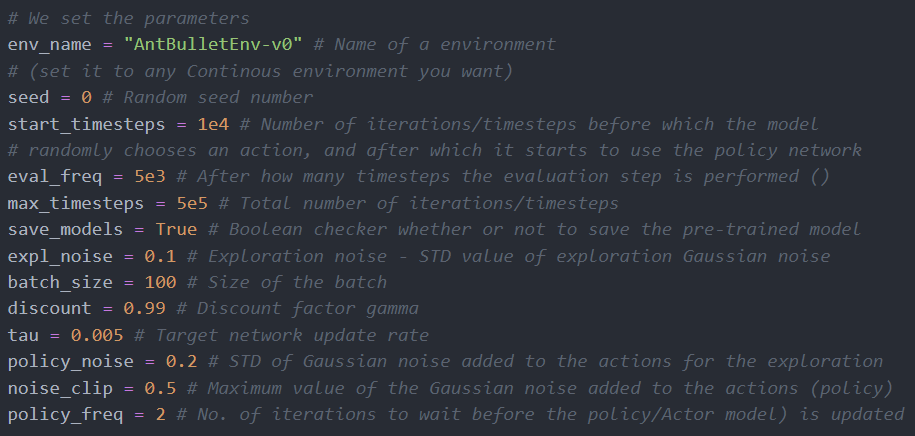 # We set the parameters
env_name = "AntBulletEnv-v0" # Name of a environment
# (set it to any Continous environment you want)
seed = 0 # Random seed number
start_timesteps = 1e4 # Number of iterations/timesteps before which the model
# randomly chooses an action, and after which it starts to use the policy network
eval_freq = 5e3 # After how many timesteps the evaluation step is performed ()
max_timesteps = 5e5 # Total number of iterations/timesteps
save_models = True # Boolean checker whether or not to save the pre-trained model
expl_noise = 0.1 # Exploration noise - STD value of exploration Gaussian noise
batch_size = 100 # Size of the batch
discount = 0.99 # Discount factor gamma
tau = 0.005 # Target network update rate
policy_noise = 0.2 # STD of Gaussian noise added to the actions for the exploration
noise_clip = 0.5 # Maximum value of the Gaussian noise added to the actions (policy)
policy_freq = 2 # No. of iterations to wait before the policy/Actor model) is updated